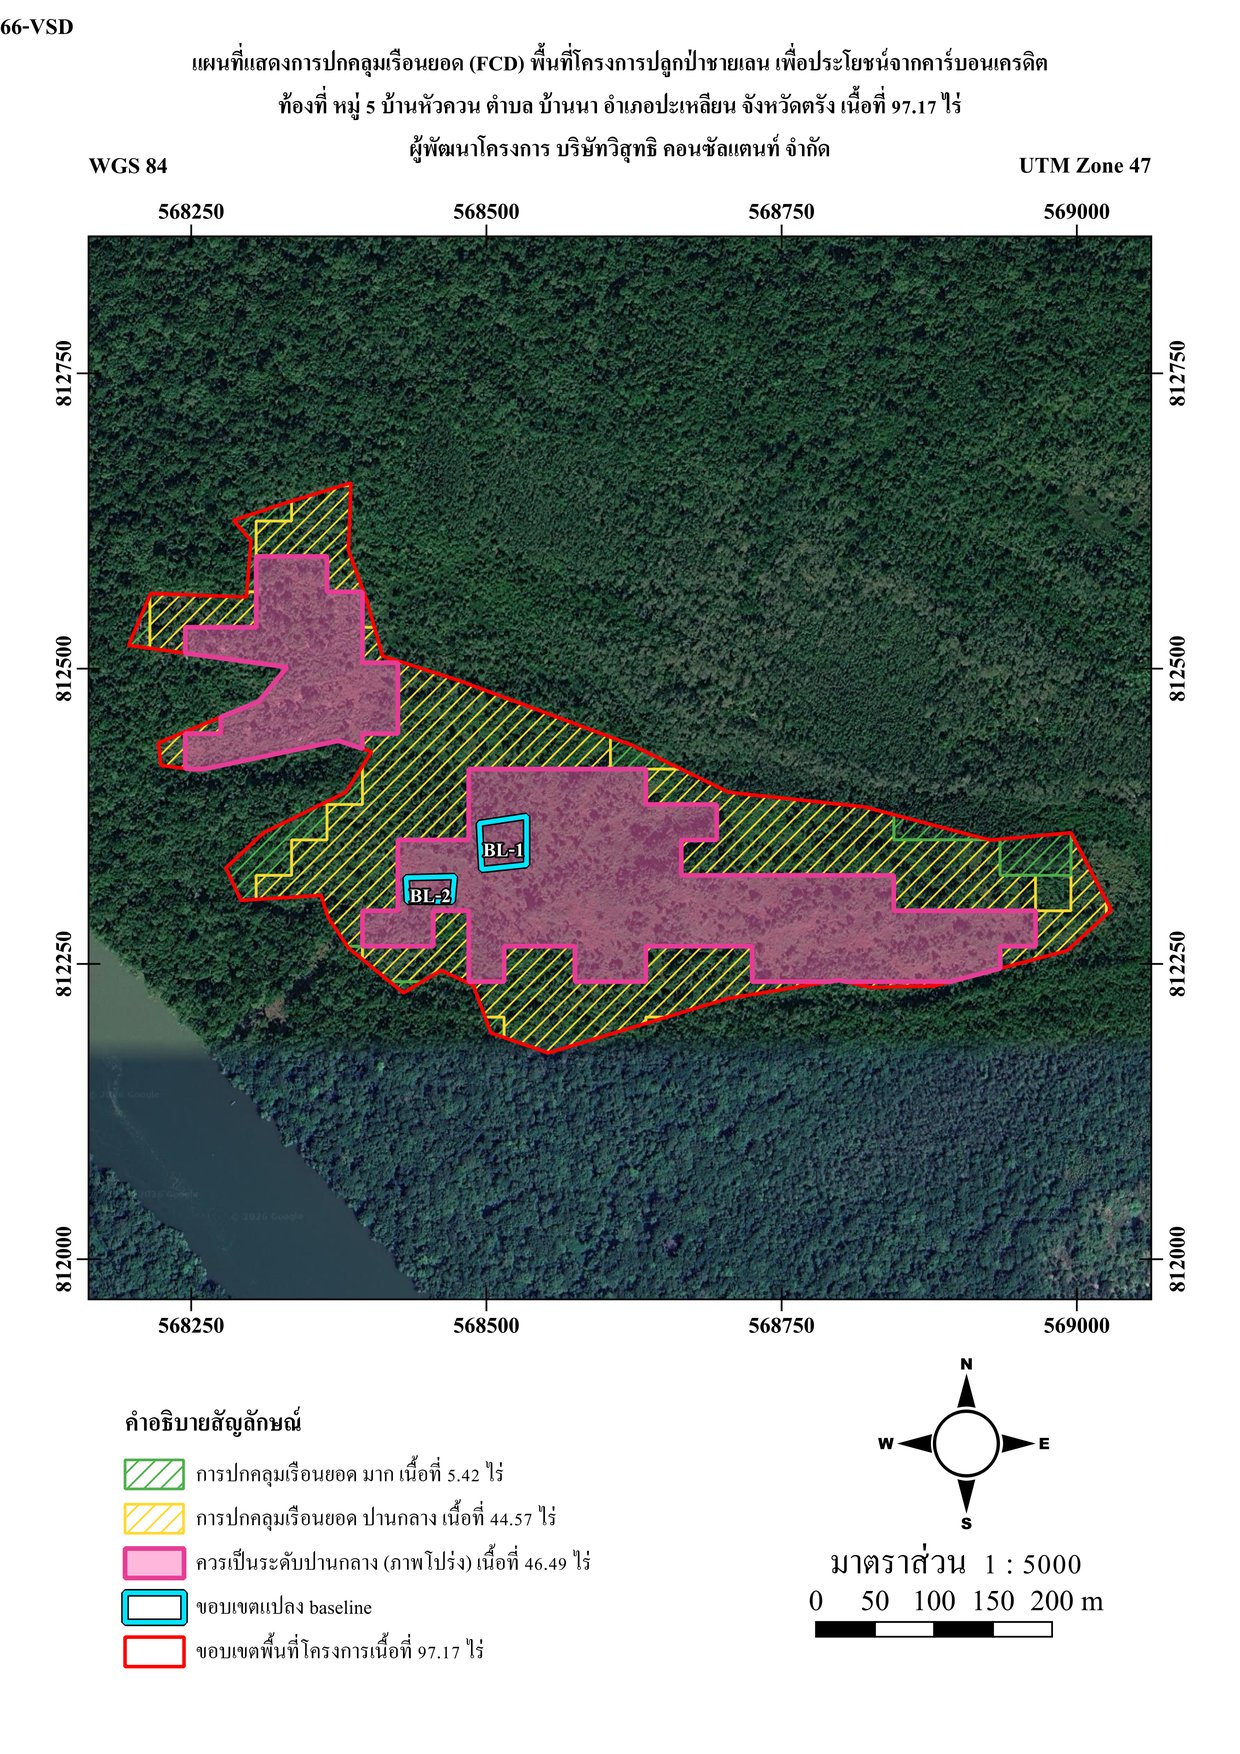 66-VSD
แผนที่แสดงการปกคลุมเรือนยอด (FCD) พื้นที่โครงการปลูกป่าชายเลน เพื่อประโยชน์จากคาร์บอนเครดิต
ท้องที่ หมู่ 5 บ้านหัวควน ตำบล บ้านนา อำเภอปะเหลียน จังหวัดตรัง เนื้อที่ 97.17 ไร่
ผู้พัฒนาโครงการ บริษัทวิสุทธิ คอนซัลแตนท์ จำกัด
WGS 84 UTM Zone 47
568250 568500 568750 569000
812750 812750
812500 812500
BL-1
BL-2
812250 812250
© 2026 Google
2026 Google
© 2026 Google
812000 812000
568250 568500 568750 569000
N
W E
S
คำอธิบายสัญลักษณ์
การปกคลุมเรือนยอด มาก เนื้อที่ 5.42 ไร่
การปกคลุมเรือนยอด ปานกลาง เนื้อที่ 44.57 ไร่
ควรเป็นระดับปานกลาง (ภาพโปร่ง) เนื้อที่ 46.49 ไร่
ขอบเขตแปลง baseline
ขอบเขตพื้นที่โครงการเนื้อที่ 97.17 ไร่
มาตราส่วน 1 : 5000
0 50 100 150 200 m